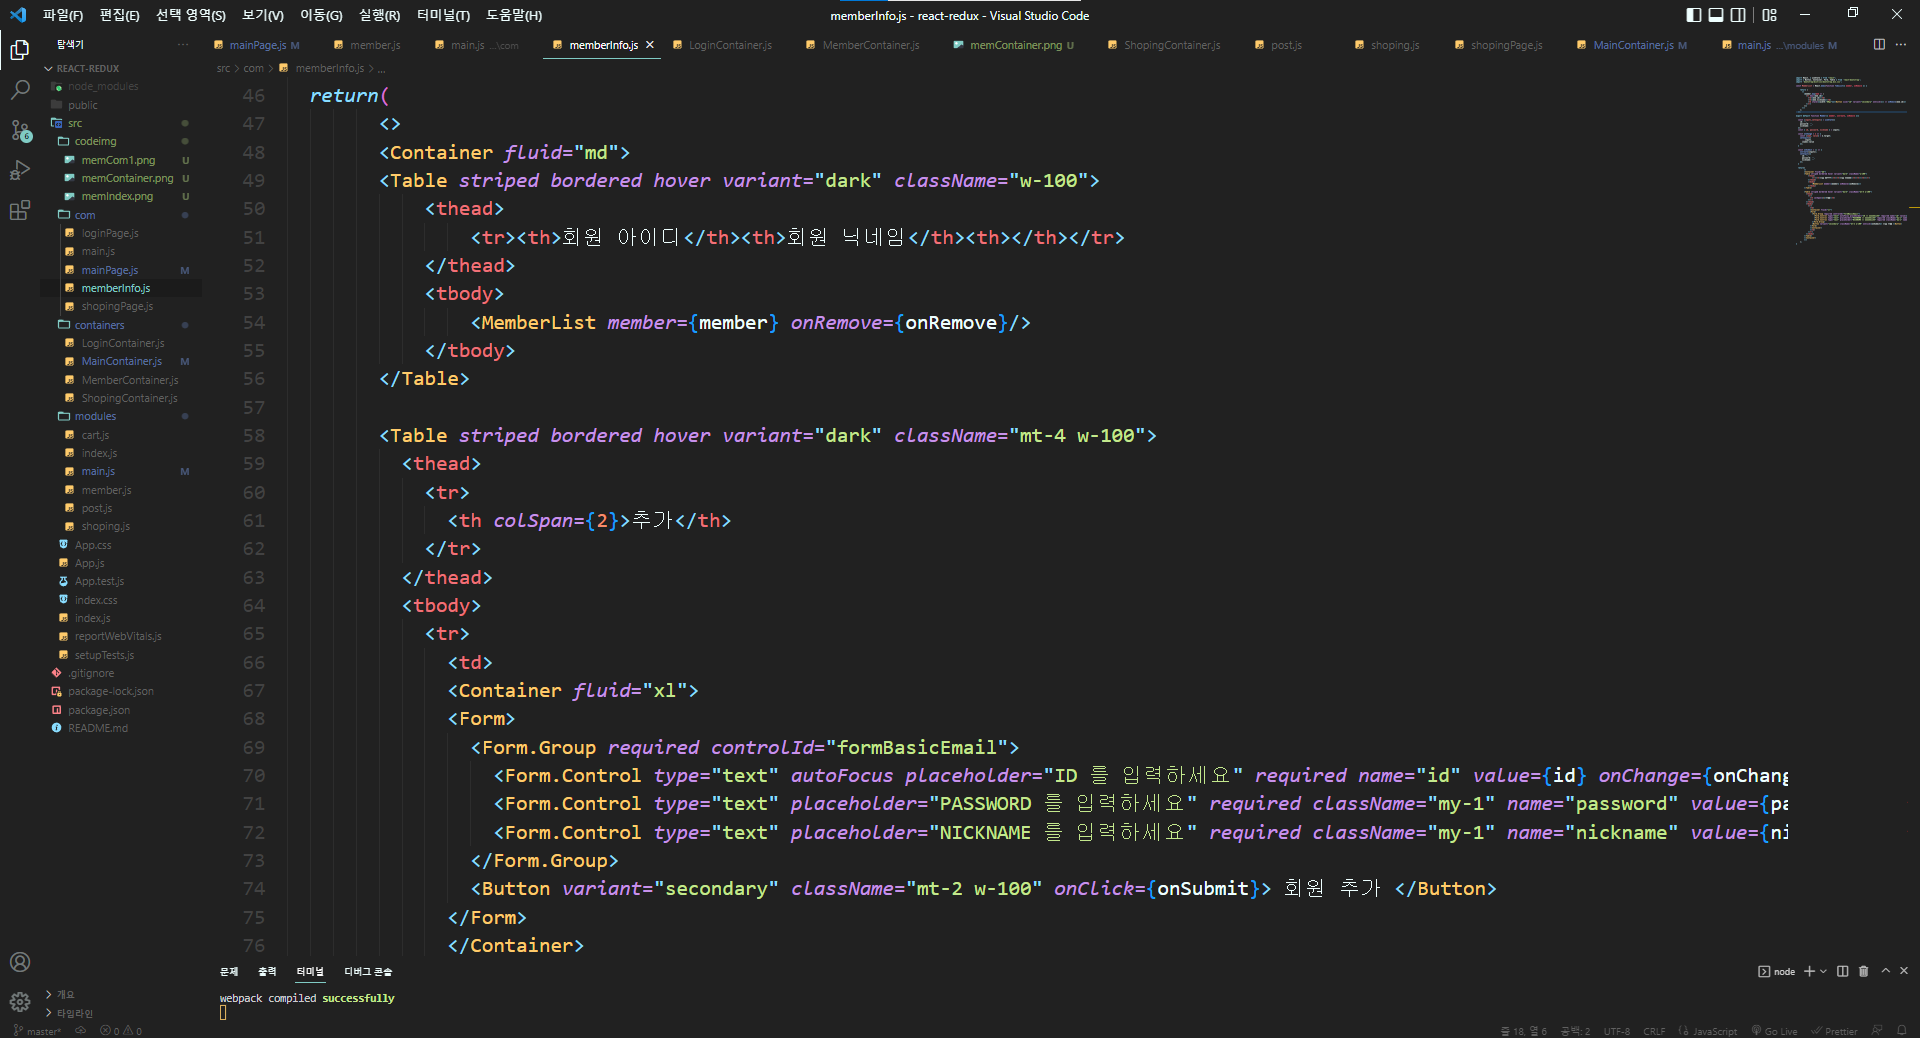 파일(F) 편집(E) 선택 영역(S) 보기(V) 이동(G) 실행(R) 터미널(T) 도움말(H) memberInfo.js - react-redux - Visual Studio Code
탐색기 ... mainPage.js M member.js main.js ...\com memberInfo.js LoginContainer.js MemberContainer.js memContainer.png U ShopingContainer.js post.js shoping.js shopingPage.js MainContainer.js M main.js ...\modules M
REACT-REDUX
node_modules
public
src
codeimg
memCom1.png U
memContainer.png U
memIndex.png U
com
loginPage.js
main.js
mainPage.js M
memberInfo.js
shopingPage.js
containers
LoginContainer.js
MainContainer.js M
MemberContainer.js
ShopingContainer.js
modules
cart.js
index.js
main.js M
member.js
post.js
shoping.js
App.css
App.js
App.test.js
index.css
index.js
reportWebVitals.js
setupTests.js
.gitignore
package-lock.json
package.json
README.md
6
src > com > memberInfo.js > ...
46 return(
47 <>
48 <Container fluid="md">
49 <Table striped bordered hover variant="dark" className="w-100">
50 <thead>
51 <tr><th>회원 아이디</th><th>회원 닉네임</th><th></th></tr>
52 </thead>
53 <tbody>
54 <MemberList member={member} onRemove={onRemove}/>
55 </tbody>
56 </Table>
57
58 <Table striped bordered hover variant="dark" className="mt-4 w-100">
59 <thead>
60 <tr>
61 <th colSpan={2}>추가</th>
62 </tr>
63 </thead>
64 <tbody>
65 <tr>
66 <td>
67 <Container fluid="xl">
68 <Form>
69 <Form.Group required controlId="formBasicEmail">
70 <Form.Control type="text" autoFocus placeholder="ID 를 입력하세요" required name="id" value={id} onChange={onChang
71 <Form.Control type="text" placeholder="PASSWORD 를 입력하세요" required className="my-1" name="password" value={pa
72 <Form.Control type="text" placeholder="NICKNAME 를 입력하세요" required className="my-1" name="nickname" value={ni
73 </Form.Group>
74 <Button variant="secondary" className="mt-2 w-100" onClick={onSubmit}> 회원 추가 </Button>
75 </Form>
76 </Container>
문제 출력 터미널 디버그 콘솔 node
webpack compiled successfully
개요
타임라인
master* 0 0 줄 18, 열 6 공백: 2 UTF-8 CRLF JavaScript Go Live Prettier